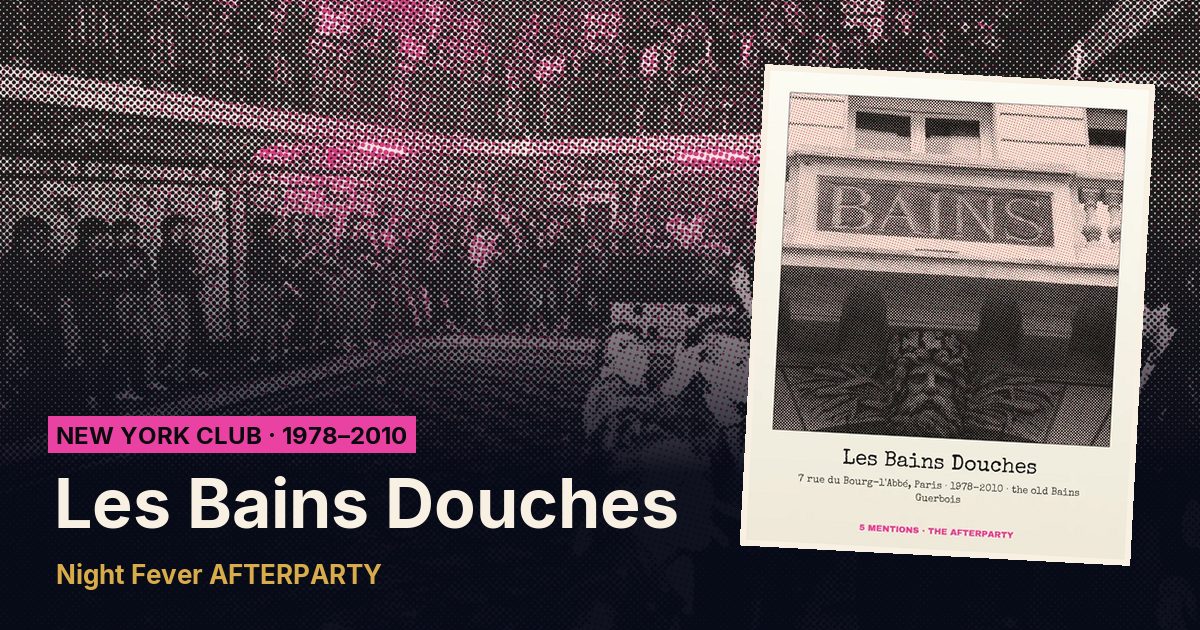 NEW YORK CLUB · 1978–2010
Les Bains Douches
Night Fever AFTERPARTY
BAINS
Les Bains Douches
7 rue du Bourg-l'Abbé, Paris · 1978-2010 · the old Bains
Guerbois
5 MENTIONS · THE AFTERPARTY